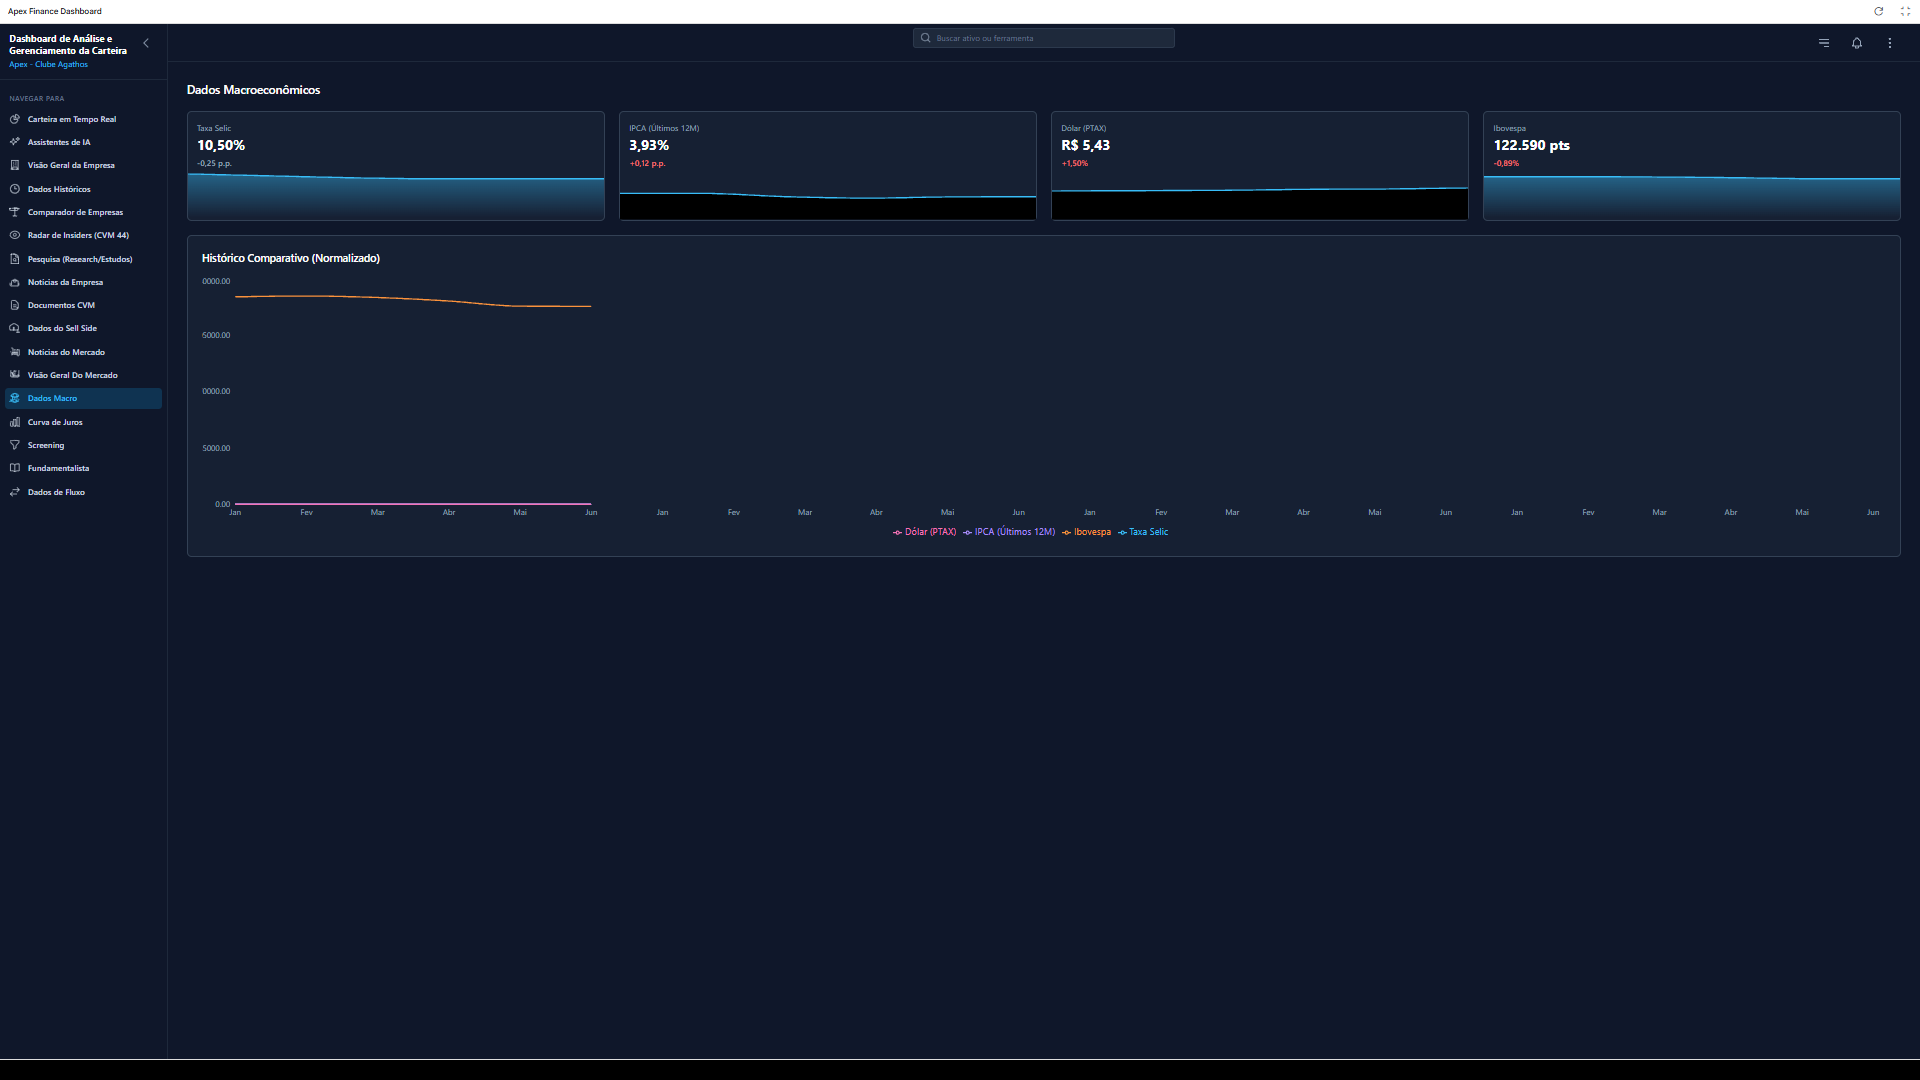 Apex Finance Dashboard
Dashboard de Análise e
Gerenciamento da Carteira
Apex - Clube Agathos
NAVEGAR PARA
Carteira em Tempo Real
Assistentes de IA
Visão Geral da Empresa
Dados Históricos
Comparador de Empresas
Radar de Insiders (CVM 44)
Pesquisa (Research/Estudos)
Notícias da Empresa
Documentos CVM
Dados do Sell Side
Notícias do Mercado
Visão Geral Do Mercado
Dados Macro
Curva de Juros
Screening
Fundamentalista
Dados de Fluxo
Buscar ativo ou ferramenta
Dados Macroeconômicos
Taxa Selic
10,50%
-0,25 p.p.
IPCA (Últimos 12M)
3,93%
+0,12 p.p.
Dólar (PTAX)
R$ 5,43
+1,50%
Ibovespa
122.590 pts
-0,89%
Histórico Comparativo (Normalizado)
0000.00
5000.00
0000.00
5000.00
0.00
Jan Fev Mar Abr Mai Jun Jan Fev Mar Abr Mai Jun Jan Fev Mar Abr Mai Jun Jan Fev Mar Abr Mai Jun
Dólar (PTAX) IPCA (Últimos 12M) Ibovespa Taxa Selic